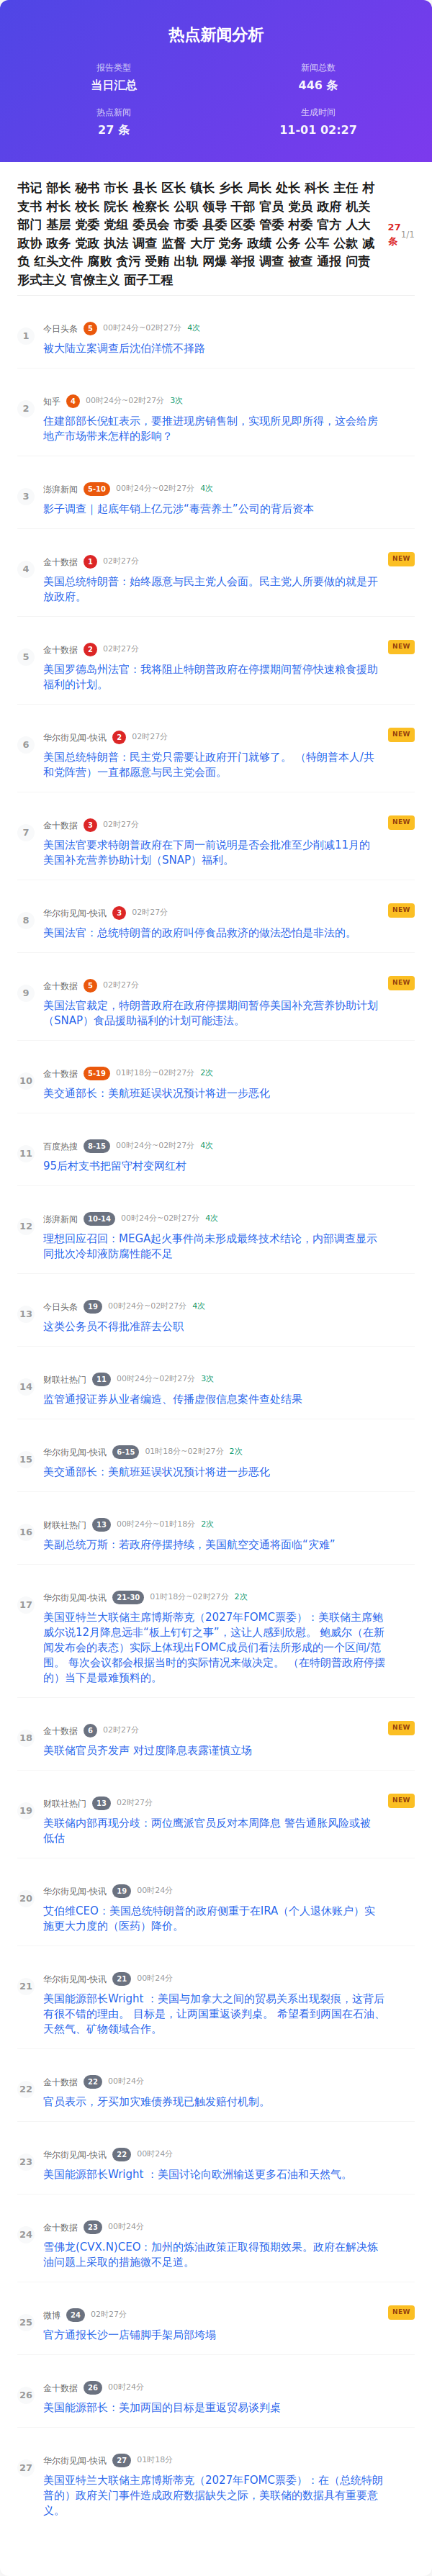 热点新闻分析
报告类型
新闻总数
当日汇总
446 条
热点新闻
生成时间
27 条
11-01 02:27
书记 部长 秘书 市长 县长 区长 镇长 乡长 局长 处长 科长 主任 村
支书 村长 校长 院长 检察长 公职 领导 干部 官员 党员 政府 机关
部门 基层 党委 党组 委员会 市委 县委 区委 管委 村委 官方 人大
政协 政务 党政 执法 调查 监督 大厅 党务 政绩 公务 公车 公款 减
负 红头文件 腐败 贪污 受贿 出轨 网爆 举报 调查 被查 通报 问责
形式主义 官僚主义 面子工程
27
条
1/1
1
今日头条 5 00时24分~02时27分 4次
被大陆立案调查后沈伯洋慌不择路
2
知乎 4 00时24分~02时27分 3次
住建部部长倪虹表示，要推进现房销售制，实现所见即所得，这会给房
地产市场带来怎样的影响？
3
澎湃新闻 5-10 00时24分~02时27分 4次
影子调查｜起底年销上亿元涉“毒营养土”公司的背后资本
4
金十数据 1 02时27分
NEW
美国总统特朗普：始终愿意与民主党人会面。民主党人所要做的就是开
放政府。
5
金十数据 2 02时27分
NEW
美国罗德岛州法官：我将阻止特朗普政府在停摆期间暂停快速粮食援助
福利的计划。
6
华尔街见闻-快讯 2 02时27分
NEW
美国总统特朗普：民主党只需要让政府开门就够了。 （特朗普本人/共
和党阵营）一直都愿意与民主党会面。
7
金十数据 3 02时27分
NEW
美国法官要求特朗普政府在下周一前说明是否会批准至少削减11月的
美国补充营养协助计划（SNAP）福利。
8
华尔街见闻-快讯 3 02时27分
NEW
美国法官：总统特朗普的政府叫停食品救济的做法恐怕是非法的。
9
金十数据 5 02时27分
NEW
美国法官裁定，特朗普政府在政府停摆期间暂停美国补充营养协助计划
（SNAP）食品援助福利的计划可能违法。
10
金十数据 5-19 01时18分~02时27分 2次
美交通部长：美航班延误状况预计将进一步恶化
11
百度热搜 8-15 00时24分~02时27分 4次
95后村支书把留守村变网红村
12
澎湃新闻 10-14 00时24分~02时27分 4次
理想回应召回：MEGA起火事件尚未形成最终技术结论，内部调查显示
同批次冷却液防腐性能不足
13
今日头条 19 00时24分~02时27分 4次
这类公务员不得批准辞去公职
14
财联社热门 11 00时24分~02时27分 3次
监管通报证券从业者编造、传播虚假信息案件查处结果
15
华尔街见闻-快讯 6-15 01时18分~02时27分 2次
美交通部长：美航班延误状况预计将进一步恶化
16
财联社热门 13 00时24分~01时18分 2次
美副总统万斯：若政府停摆持续，美国航空交通将面临“灾难”
17
华尔街见闻-快讯 21-30 01时18分~02时27分 2次
美国亚特兰大联储主席博斯蒂克（2027年FOMC票委）：美联储主席鲍
威尔说12月降息远非“板上钉钉之事”，这让人感到欣慰。 鲍威尔（在新
闻发布会的表态）实际上体现出FOMC成员们看法所形成的一个区间/范
围。 每次会议都会根据当时的实际情况来做决定。 （在特朗普政府停摆
的）当下是最难预料的。
18
金十数据 6 02时27分
NEW
美联储官员齐发声 对过度降息表露谨慎立场
19
财联社热门 13 02时27分
NEW
美联储内部再现分歧：两位鹰派官员反对本周降息 警告通胀风险或被
低估
20
华尔街见闻-快讯 19 00时24分
艾伯维CEO：美国总统特朗普的政府侧重于在IRA（个人退休账户）实
施更大力度的（医药）降价。
21
华尔街见闻-快讯 21 00时24分
美国能源部长Wright ：美国与加拿大之间的贸易关系出现裂痕，这背后
有很不错的理由。 目标是，让两国重返谈判桌。 希望看到两国在石油、
天然气、矿物领域合作。
22
金十数据 22 00时24分
官员表示，牙买加灾难债券现已触发赔付机制。
23
华尔街见闻-快讯 22 00时24分
美国能源部长Wright ：美国讨论向欧洲输送更多石油和天然气。
24
金十数据 23 00时24分
雪佛龙(CVX.N)CEO：加州的炼油政策正取得预期效果。政府在解决炼
油问题上采取的措施微不足道。
25
微博 24 02时27分
NEW
官方通报长沙一店铺脚手架局部垮塌
26
金十数据 26 00时24分
美国能源部长：美加两国的目标是重返贸易谈判桌
27
华尔街见闻-快讯 27 01时18分
美国亚特兰大联储主席博斯蒂克（2027年FOMC票委）：在（总统特朗
普的）政府关门事件造成政府数据缺失之际，美联储的数据具有重要意
义。